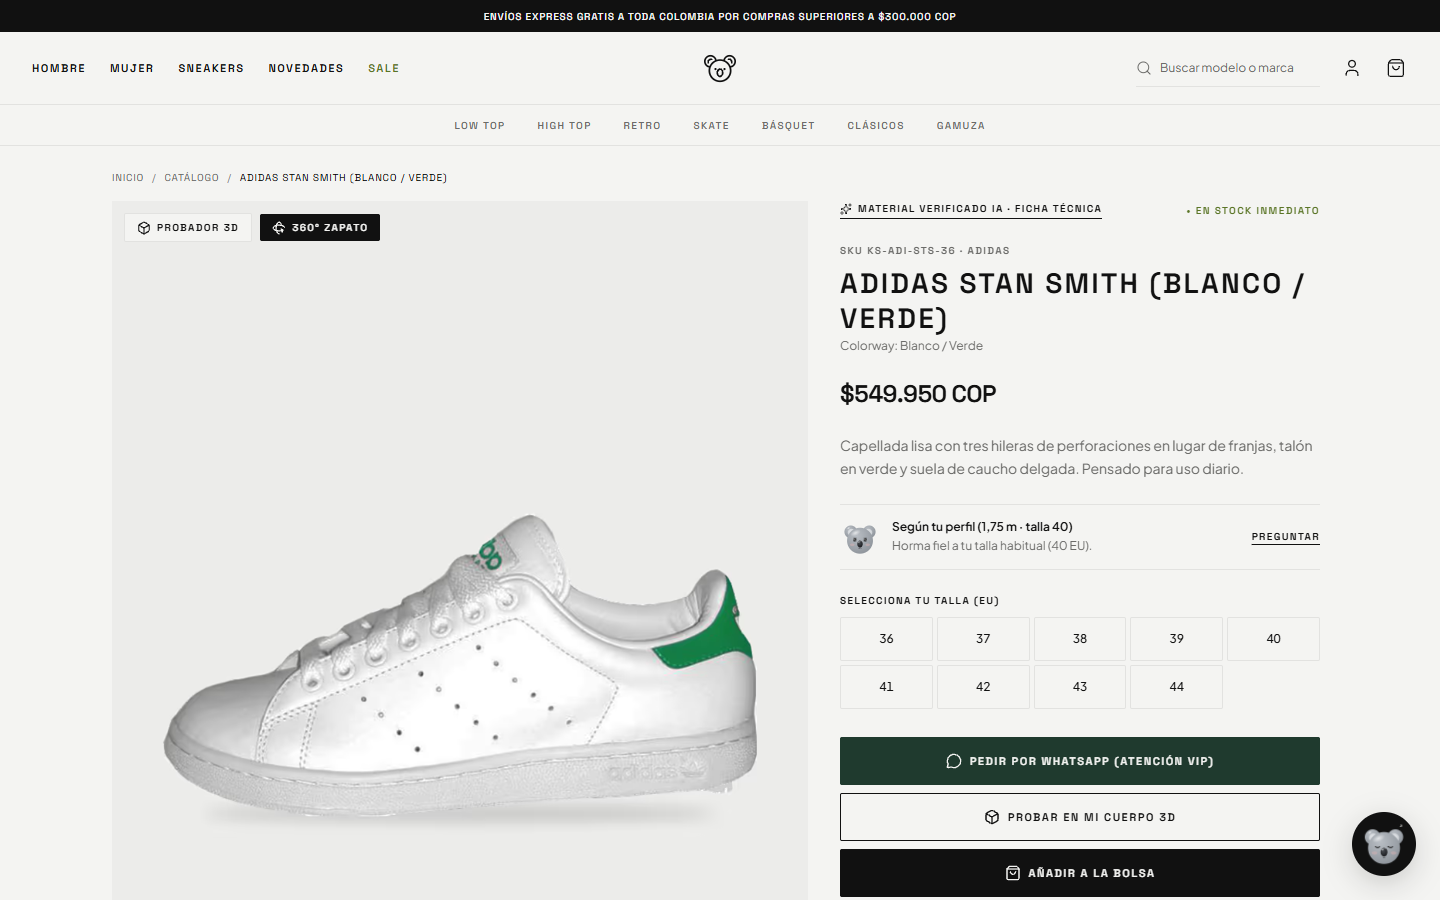 ENVÍOS EXPRESS GRATIS A TODA COLOMBIA POR COMPRAS SUPERIORES A $300.000 COP
HOMBRE MUJER SNEAKERS NOVEDADES SALE
Buscar modelo o marca
LOW TOP HIGH TOP RETRO SKATE BÁSQUET CLÁSICOS GAMUZA
INICIO / CATÁLOGO / ADIDAS STAN SMITH (BLANCO / VERDE)
PROBADOR 3D
360° ZAPATO
adidas
MATERIAL VERIFICADO IA · FICHA TÉCNICA
• EN STOCK INMEDIATO
SKU KS-ADI-STS-36 · ADIDAS
ADIDAS STAN SMITH (BLANCO /
VERDE)
Colorway: Blanco / Verde
$549.950 COP
Capellada lisa con tres hileras de perforaciones en lugar de franjas, talón
en verde y suela de caucho delgada. Pensado para uso diario.
Según tu perfil (1,75 m · talla 40)
Horma fiel a tu talla habitual (40 EU).
PREGUNTAR
SELECCIONA TU TALLA (EU)
36 37 38 39 40
41 42 43 44
PEDIR POR WHATSAPP (ATENCIÓN VIP)
PROBAR EN MI CUERPO 3D
AÑADIR A LA BOLSA